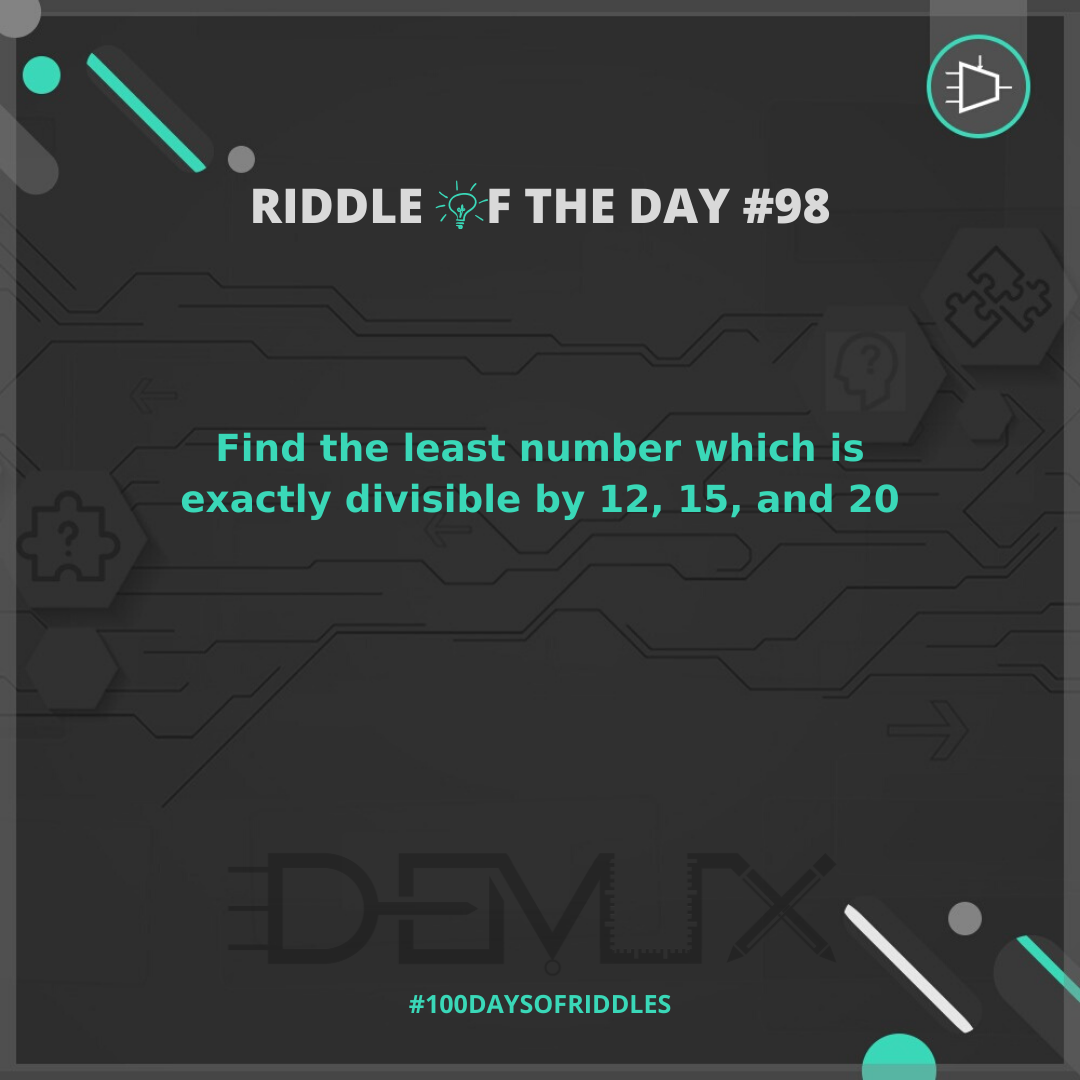 RIDDLE OF THE DAY #98
Find the least number which is
exactly divisible by 12, 15, and 20
DEMUX
#100DAYSOFRIDDLES